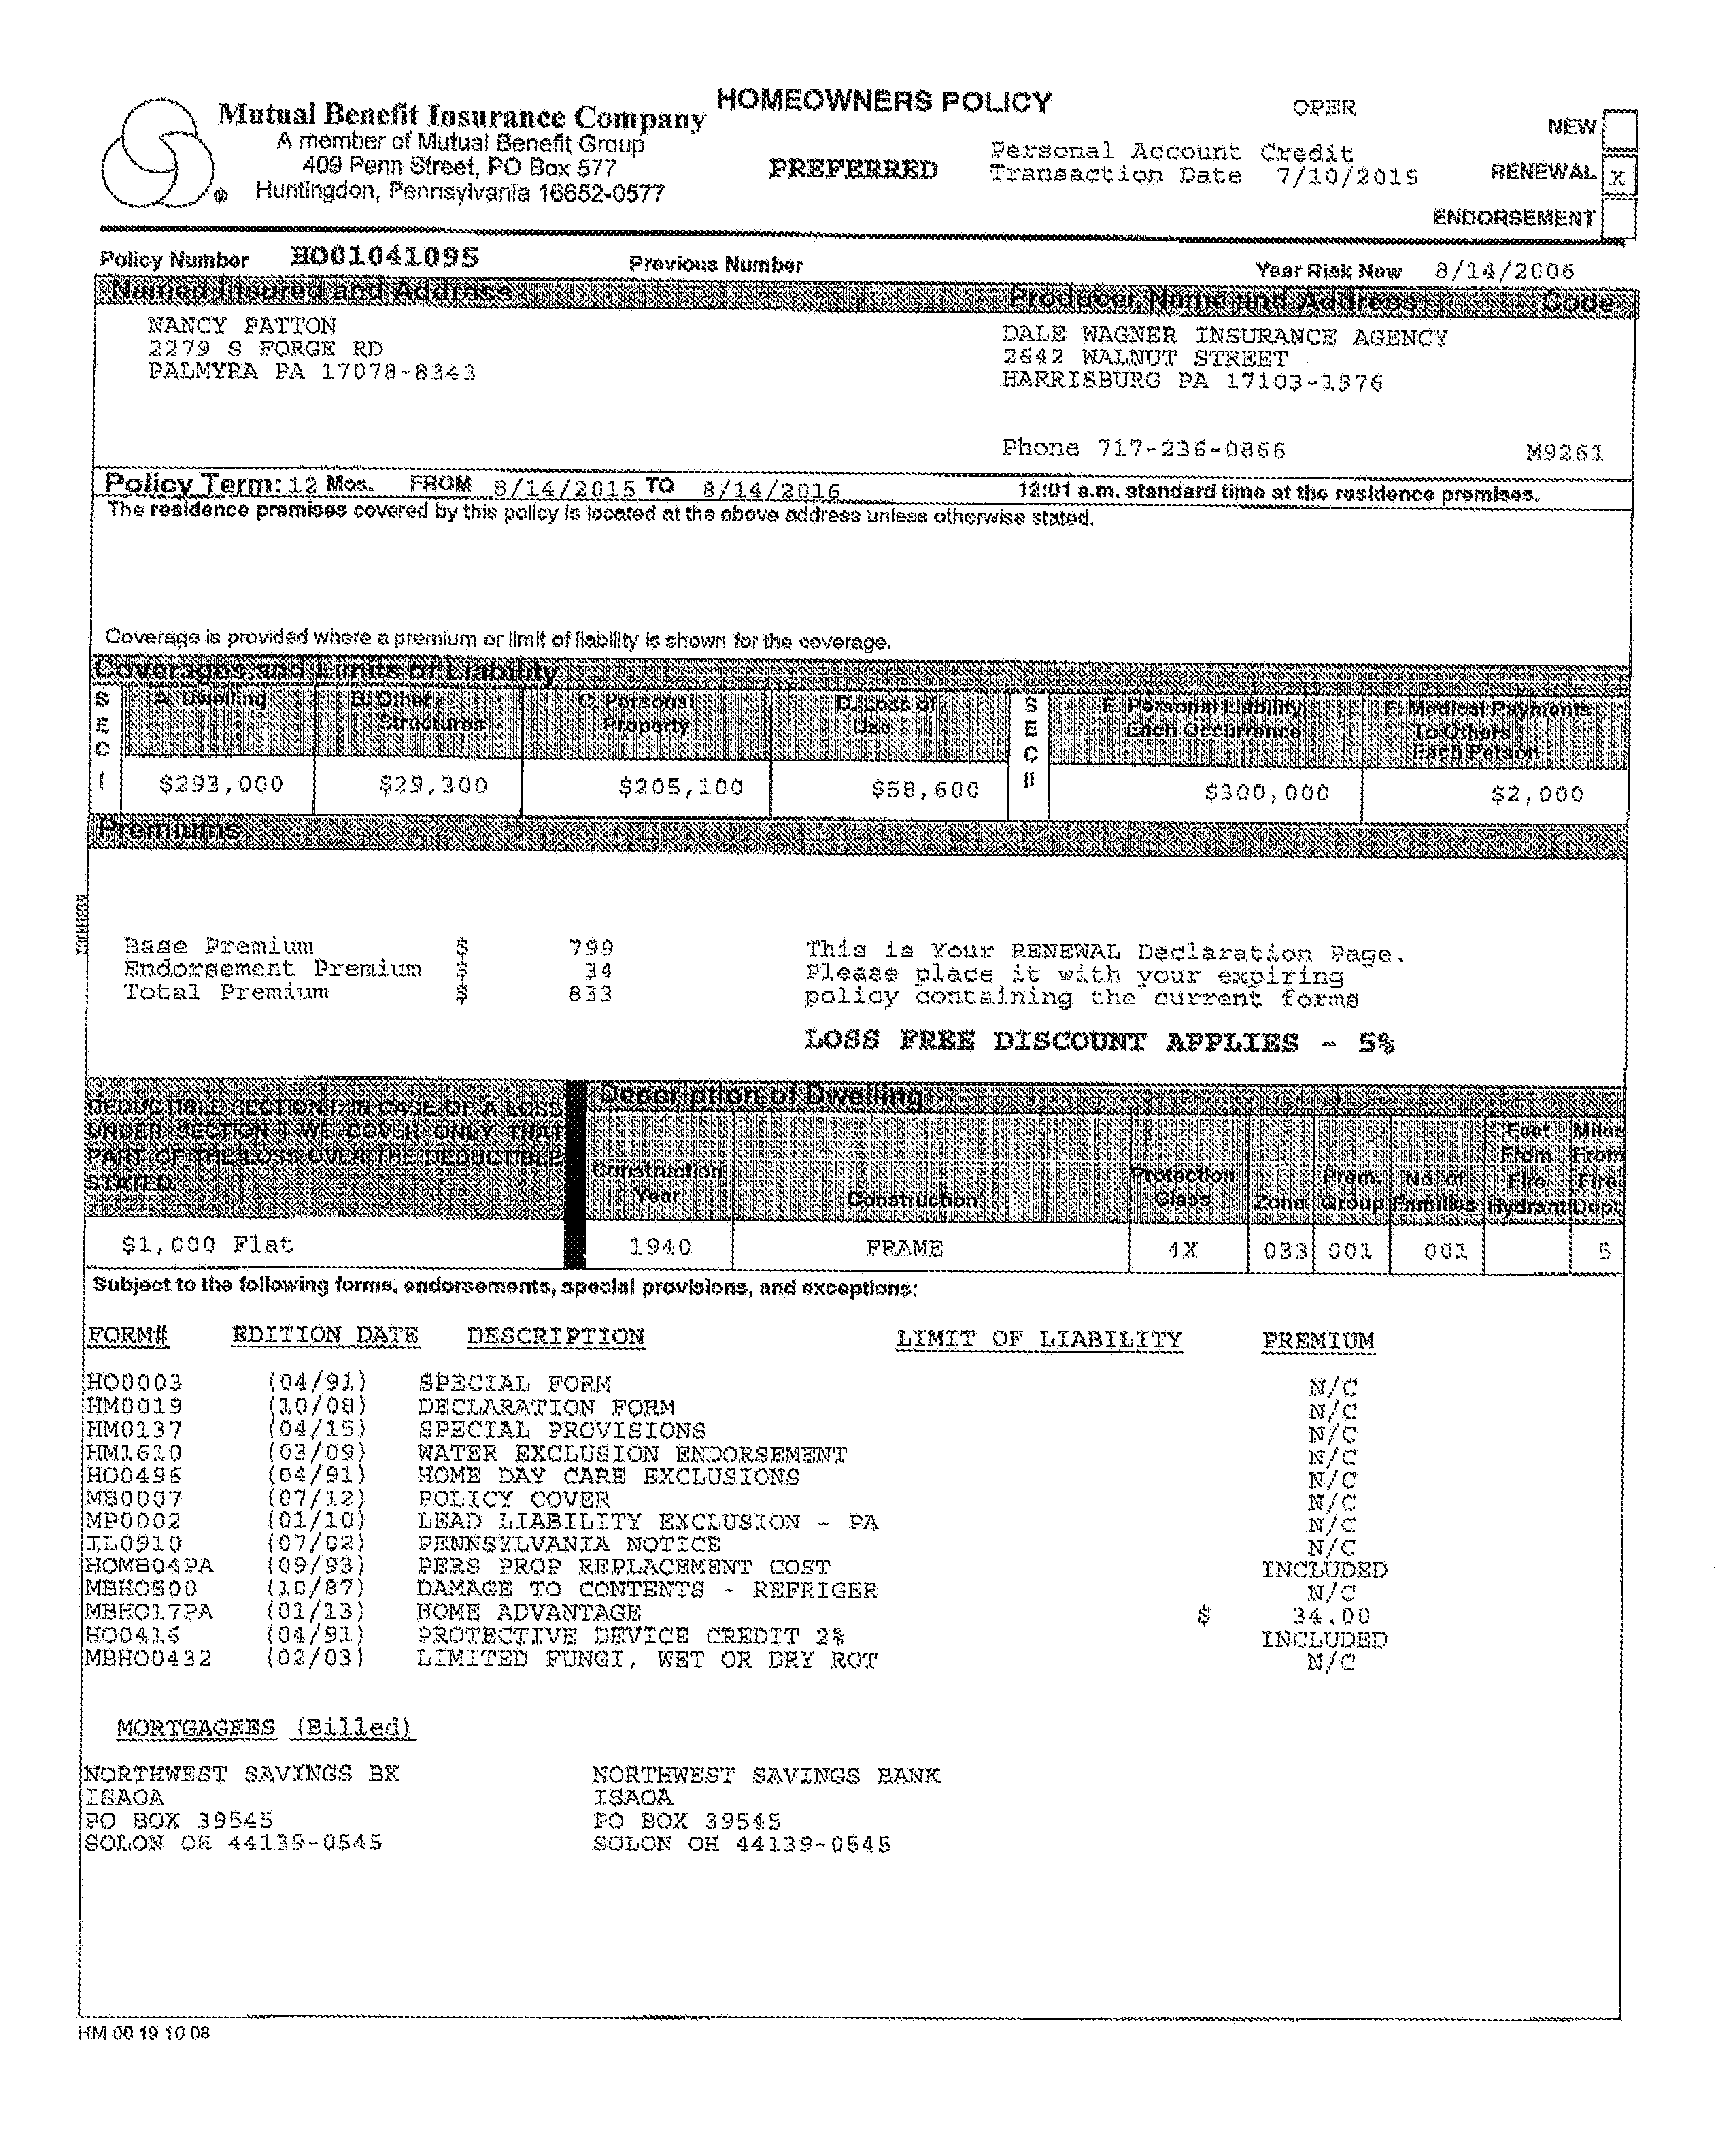 HOMEOWNERS POLICY
Mutual Benefit Insurance Company
A member of Mutual Benefit Group
409 Penn Street, PO Box 577
Huntingdon, Pennsylvania 16652-0577
PREFERRED
OPER
Personal Account Credit
Transaction Date 7/10/2015
NEW
RENEWAL X
ENDORSEMENT
Policy Number HO01041095 Previous Number Year Risk New 8/14/2006
Named Insured and Address Producer Name and Address Code
NANCY PATTON
2279 S FORGE RD
PALMYRA PA 17078-8343
DALE WAGNER INSURANCE AGENCY
2642 WALNUT STREET
HARRISBURG PA 17103-1976
Phone 717-236-0866 M9261
Policy Term: 12 Mos. FROM 8/14/2015 TO 8/14/2016 12:01 a.m. standard time at the residence premises.
The residence premises covered by this policy is located at the above address unless otherwise stated.
Coverage is provided where a premium or limit of liability is shown for the coverage.
Coverages and Limits of Liability
SEC I
A. Dwelling
B. Other Structures
C. Personal Property
D. Loss of Use
SEC II
E. Personal Liability Each Occurrence
F. Medical Payments To Others Each Person
$293,000 $29,300 $205,100 $58,600 $300,000 $2,000
Premiums
Base Premium $ 799
Endorsement Premium $ 34
Total Premium $ 833
This is Your RENEWAL Declaration Page.
Please place it with your expiring
policy containing the current forms
LOSS FREE DISCOUNT APPLIES - 5%
DEDUCTIBLE SECTION I: IN CASE OF A LOSS
UNDER SECTION I WE COVER ONLY THAT
PART OF THE LOSS OVER THE DEDUCTIBLE
STATED.
Description of Dwelling
Construction Year
Construction
Protection Class
Zone
Prem. Group
No. of Families
Feet From Fire Hydrant
Miles From Fire Dept.
$1,000 Flat 1940 FRAME 4X 033 001 001 5
Subject to the following forms, endorsements, special provisions, and exceptions:
FORM# EDITION DATE DESCRIPTION LIMIT OF LIABILITY PREMIUM
HO0003 (04/91) SPECIAL FORM N/C
HM0019 (10/08) DECLARATION FORM N/C
HM0137 (04/15) SPECIAL PROVISIONS N/C
HM1610 (03/09) WATER EXCLUSION ENDORSEMENT N/C
HO0496 (04/91) HOME DAY CARE EXCLUSIONS N/C
MS0007 (07/12) POLICY COVER N/C
MP0002 (01/10) LEAD LIABILITY EXCLUSION - PA N/C
IL0910 (07/02) PENNSYLVANIA NOTICE N/C
HOM804PA (09/93) PERS PROP REPLACEMENT COST INCLUDED
MBHO800 (10/87) DAMAGE TO CONTENTS - REFRIGER N/C
MBHO17PA (01/13) HOME ADVANTAGE $ 34.00
HO0416 (04/91) PROTECTIVE DEVICE CREDIT 2% INCLUDED
MBHO0432 (02/03) LIMITED FUNGI, WET OR DRY ROT N/C
MORTGAGEES (Billed)
NORTHWEST SAVINGS BK
ISAOA
PO BOX 39545
SOLON OH 44139-0545
NORTHWEST SAVINGS BANK
ISAOA
PO BOX 39545
SOLON OH 44139-0545
HM 00 19 10 08